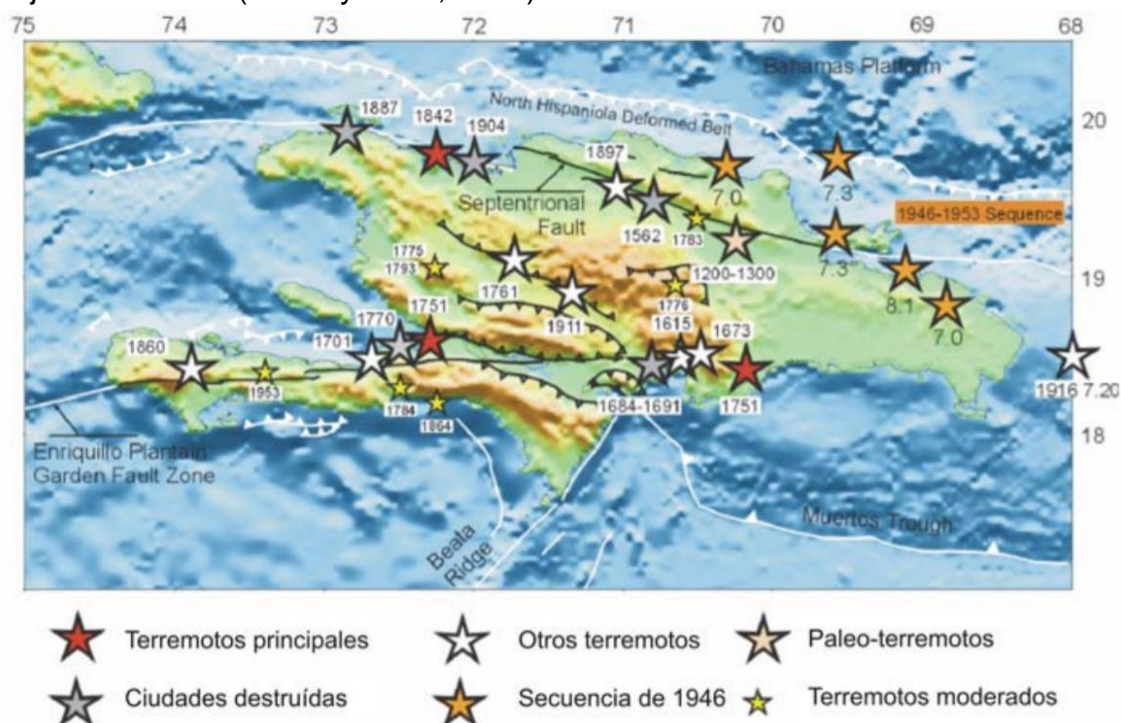 75 74 73 72 71 70 69 68
Bahamas Platform
North Hispaniola Deformed Belt
20
1887
1842
1904
1897
7.0
7.3
Septentrional
Fault
1562
1783
1946-1953 Sequence
7.3
1200-1300
19
1775
1793
1761
1776
8.1
1751
1911
1615
1673
7.0
1770
1701
1860
1953
1784
1864
1684-1691
1751
1916 7.20
18
Enriquillo Plantain
Garden Fault Zone
Beata
Ridge
Muertos Trough
Terremotos principales
Otros terremotos
Paleo-terremotos
Ciudades destruídas
Secuencia de 1946
Terremotos moderados